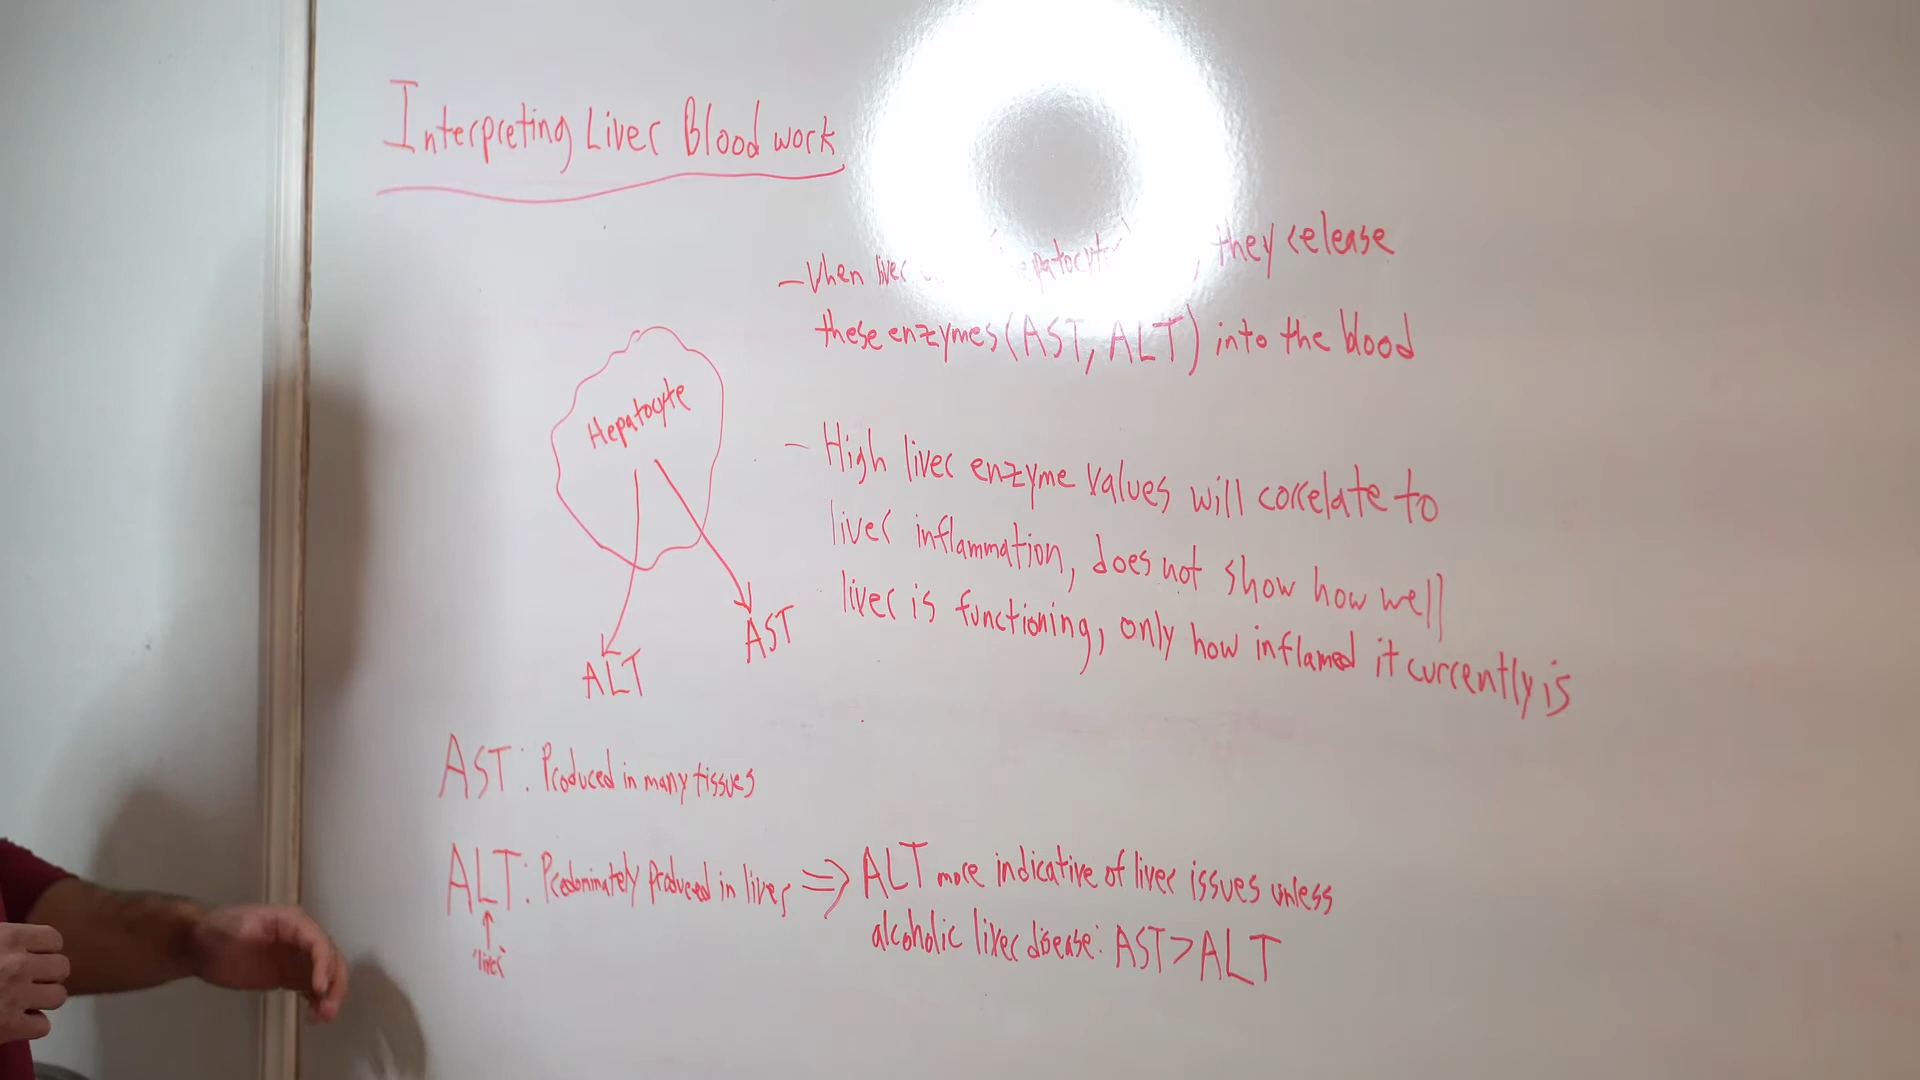 Interpreting Liver Blood work
- When liver they release
these enzymes (AST, ALT) into the blood
Hepatocyte
ALT
AST
- High liver enzyme values will correlate to
liver inflammation, does not show how well
liver is functioning, only how inflamed it currently is
AST: Produced in many tissues
ALT: Predominately produced in liver ⇒ ALT more indicative of liver issues unless
alcoholic liver disease: AST > ALT
↑
"liver"